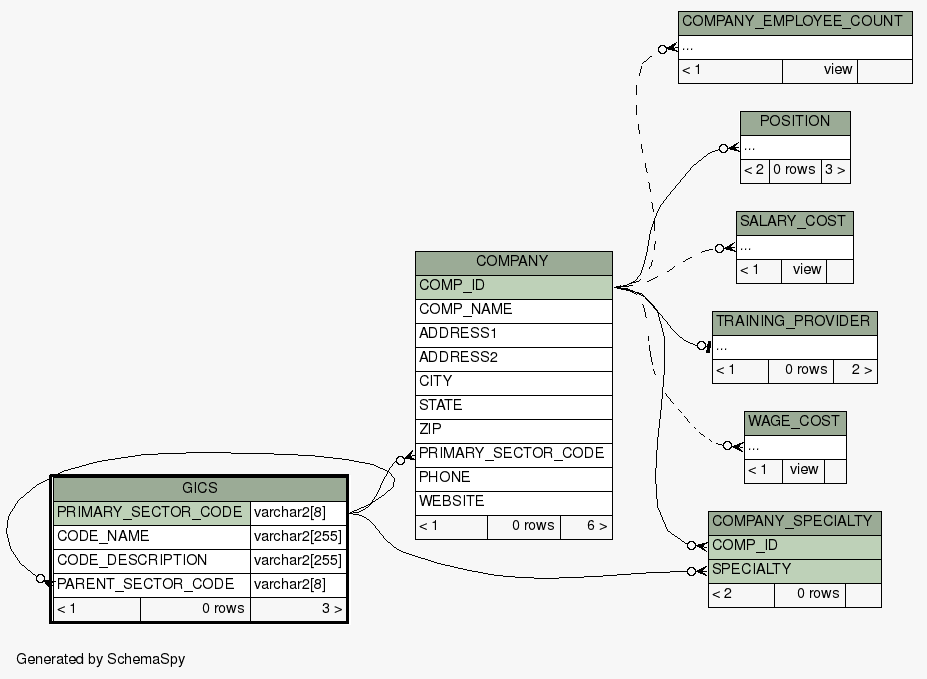 COMPANY_EMPLOYEE_COUNT
...
< 1 view
POSITION
...
< 2 0 rows 3 >
SALARY_COST
...
< 1 view
COMPANY
COMP_ID
COMP_NAME
ADDRESS1
ADDRESS2
CITY
STATE
ZIP
PRIMARY_SECTOR_CODE
PHONE
WEBSITE
< 1 0 rows 6 >
TRAINING_PROVIDER
...
< 1 0 rows 2 >
WAGE_COST
...
< 1 view
GICS
PRIMARY_SECTOR_CODE varchar2[8]
CODE_NAME varchar2[255]
CODE_DESCRIPTION varchar2[255]
PARENT_SECTOR_CODE varchar2[8]
< 1 0 rows 3 >
COMPANY_SPECIALTY
COMP_ID
SPECIALTY
< 2 0 rows
Generated by SchemaSpy